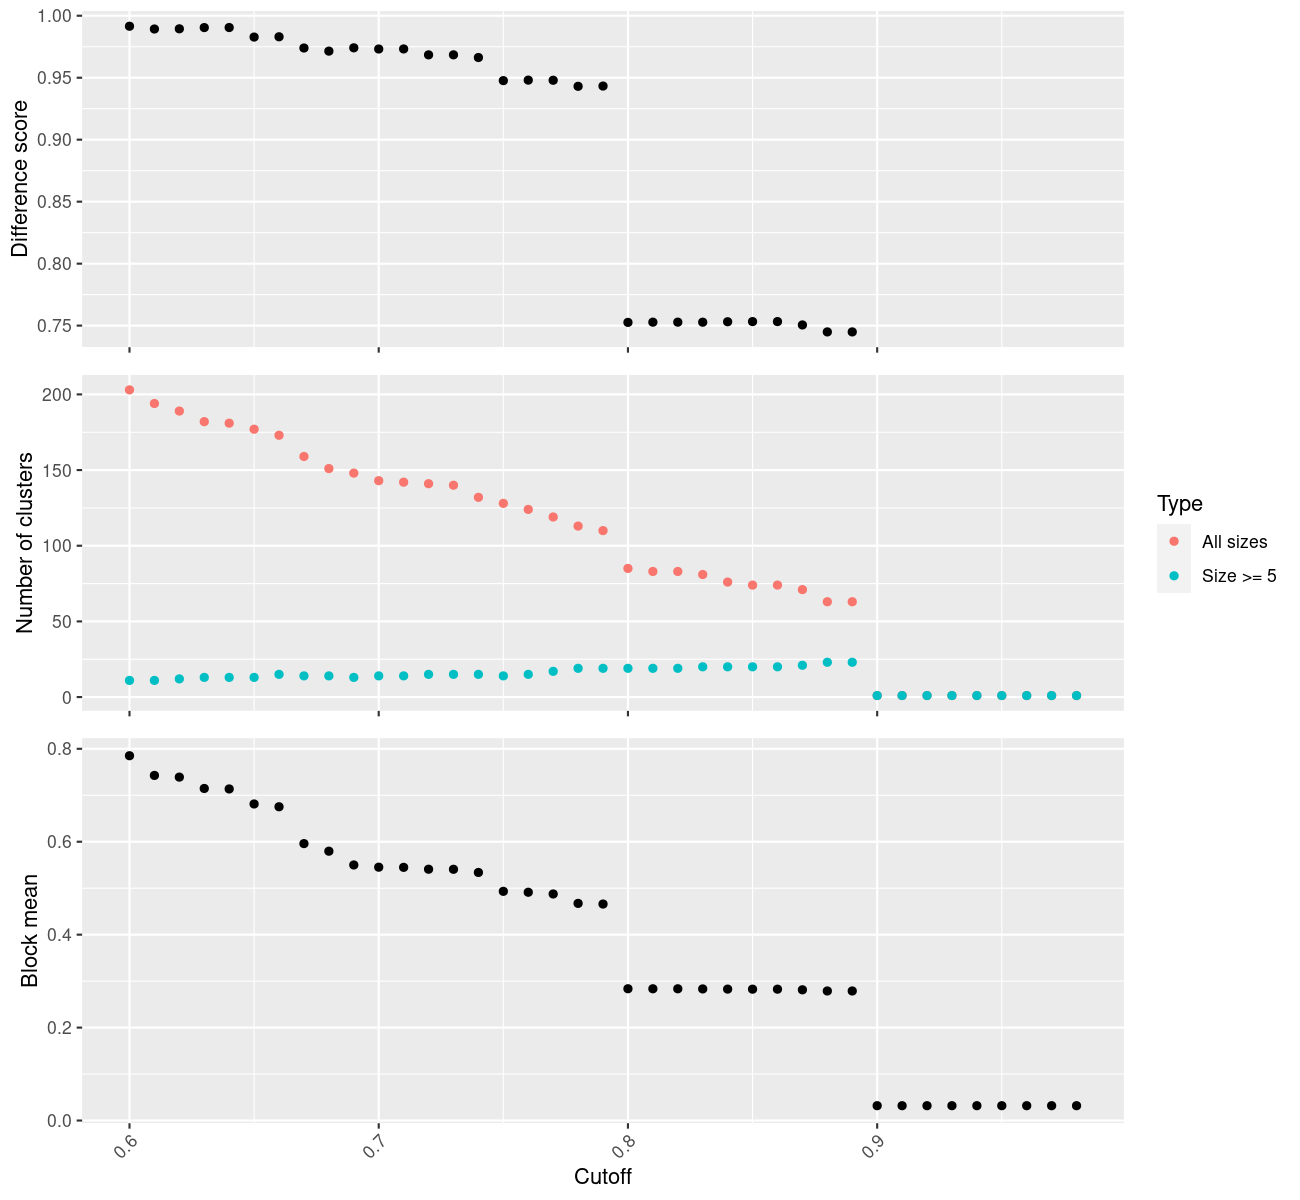 Difference score
1.00
0.95
0.90
0.85
0.80
0.75
Number of clusters
200
150
100
50
0
Type
All sizes
Size >= 5
Block mean
0.8
0.6
0.4
0.2
0.0
0.6 0.7 0.8 0.9
Cutoff